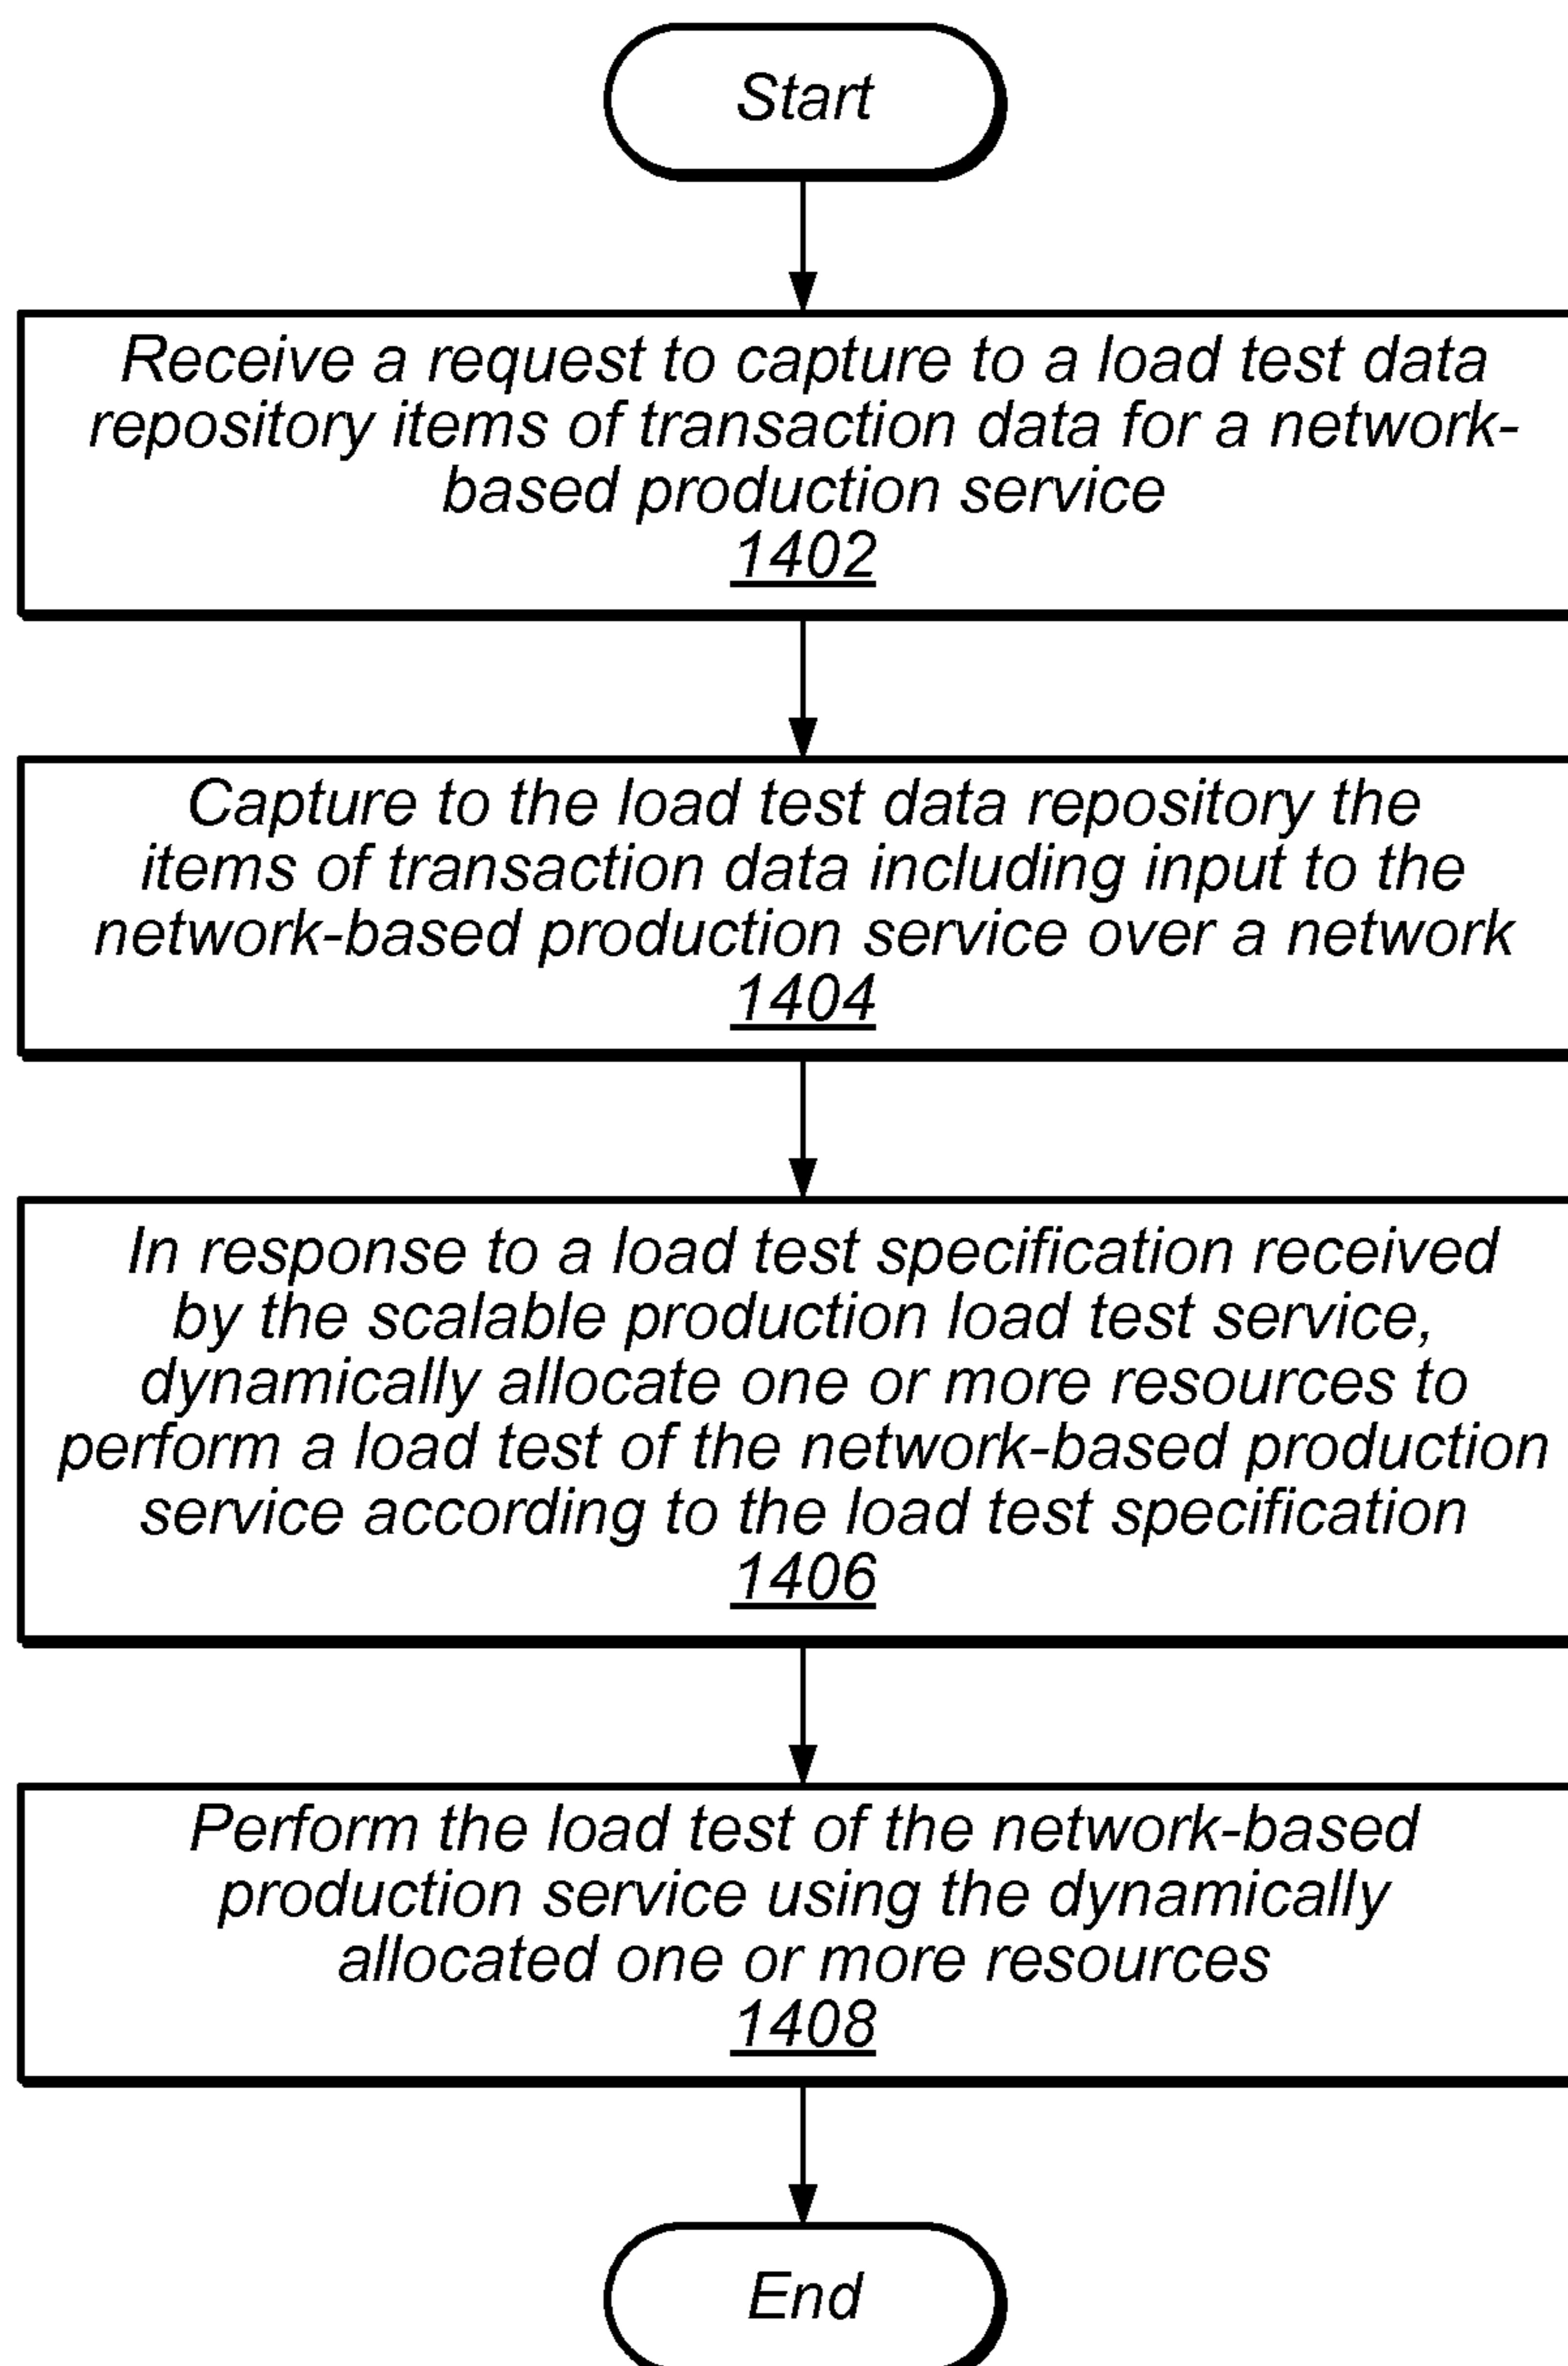 Start
Receive a request to capture to a load test data
repository items of transaction data for a network-
based production service
1402
Capture to the load test data repository the
items of transaction data including input to the
network-based production service over a network
1404
In response to a load test specification received
by the scalable production load test service,
dynamically allocate one or more resources to
perform a load test of the network-based production
service according to the load test specification
1406
Perform the load test of the network-based
production service using the dynamically
allocated one or more resources
1408
End